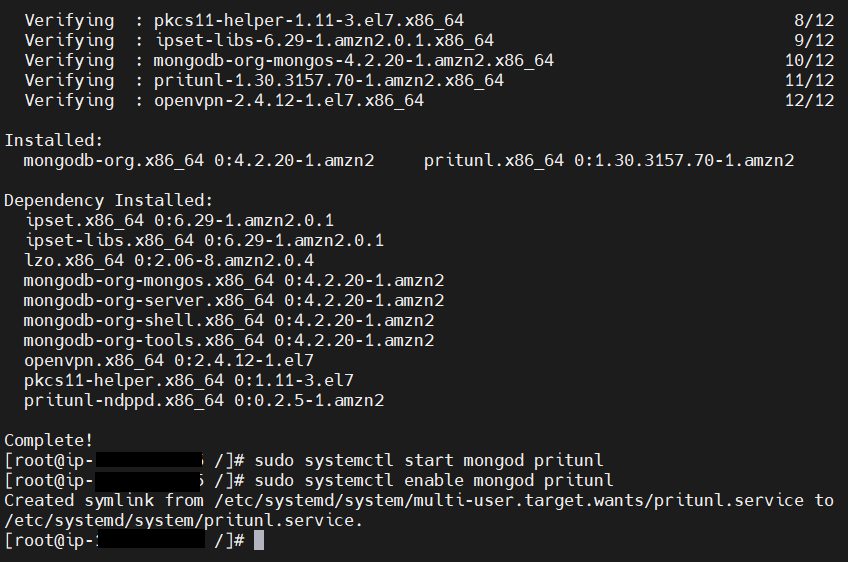 Verifying  : pkcs11-helper-1.11-3.el7.x86_64 8/12
Verifying  : ipset-libs-6.29-1.amzn2.0.1.x86_64 9/12
Verifying  : mongodb-org-mongos-4.2.20-1.amzn2.x86_64 10/12
Verifying  : pritunl-1.30.3157.70-1.amzn2.x86_64 11/12
Verifying  : openvpn-2.4.12-1.el7.x86_64 12/12
Installed:
mongodb-org.x86_64 0:4.2.20-1.amzn2     pritunl.x86_64 0:1.30.3157.70-1.amzn2
Dependency Installed:
ipset.x86_64 0:6.29-1.amzn2.0.1
ipset-libs.x86_64 0:6.29-1.amzn2.0.1
lzo.x86_64 0:2.06-8.amzn2.0.4
mongodb-org-mongos.x86_64 0:4.2.20-1.amzn2
mongodb-org-server.x86_64 0:4.2.20-1.amzn2
mongodb-org-shell.x86_64 0:4.2.20-1.amzn2
mongodb-org-tools.x86_64 0:4.2.20-1.amzn2
openvpn.x86_64 0:2.4.12-1.el7
pkcs11-helper.x86_64 0:1.11-3.el7
pritunl-ndppd.x86_64 0:0.2.5-1.amzn2
Complete!
[root@ip- /]# sudo systemctl start mongod pritunl
[root@ip- /]# sudo systemctl enable mongod pritunl
Created symlink from /etc/systemd/system/multi-user.target.wants/pritunl.service to
/etc/systemd/system/pritunl.service.
[root@ip- /]#